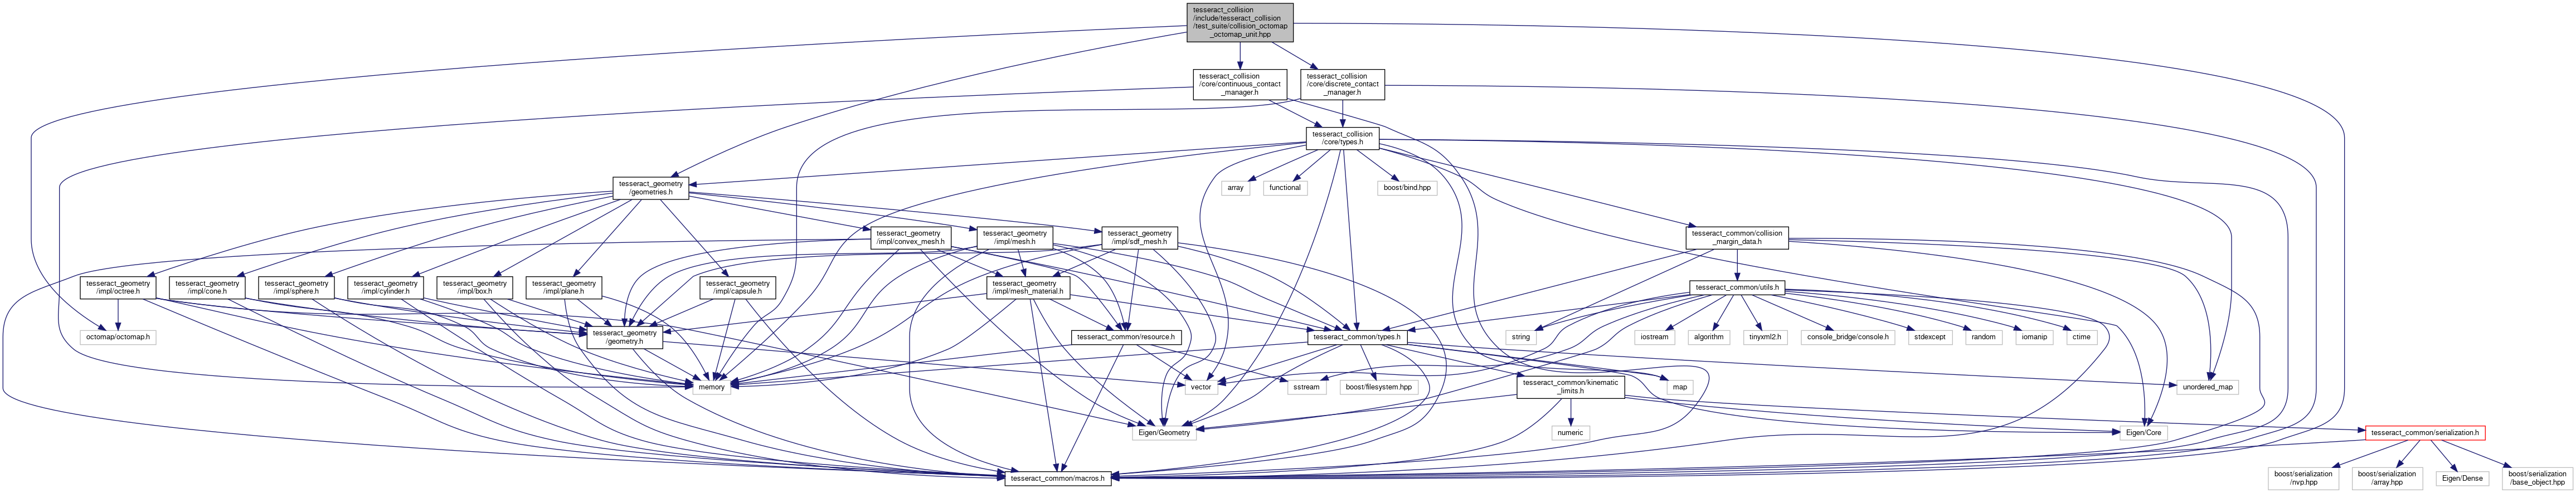 tesseract_collision
/include/tesseract_collision
/test_suite/collision_octomap
_octomap_unit.hpp
tesseract_collision
/core/continuous_contact
_manager.h
tesseract_collision
/core/discrete_contact
_manager.h
tesseract_collision
/core/types.h
tesseract_geometry
/geometries.h
array
functional
boost/bind.hpp
tesseract_geometry
/impl/convex_mesh.h
tesseract_geometry
/impl/mesh.h
tesseract_geometry
/impl/sdf_mesh.h
tesseract_common/collision
_margin_data.h
tesseract_geometry
/impl/octree.h
tesseract_geometry
/impl/cone.h
tesseract_geometry
/impl/sphere.h
tesseract_geometry
/impl/cylinder.h
tesseract_geometry
/impl/box.h
tesseract_geometry
/impl/plane.h
tesseract_geometry
/impl/capsule.h
tesseract_geometry
/impl/mesh_material.h
tesseract_common/utils.h
octomap/octomap.h
tesseract_geometry
/geometry.h
tesseract_common/resource.h
tesseract_common/types.h
string
iostream
algorithm
tinyxml2.h
console_bridge/console.h
stdexcept
random
iomanip
ctime
memory
vector
sstream
boost/filesystem.hpp
tesseract_common/kinematic
_limits.h
map
unordered_map
Eigen/Geometry
numeric
Eigen/Core
tesseract_common/serialization.h
tesseract_common/macros.h
boost/serialization
/nvp.hpp
boost/serialization
/array.hpp
Eigen/Dense
boost/serialization
/base_object.hpp